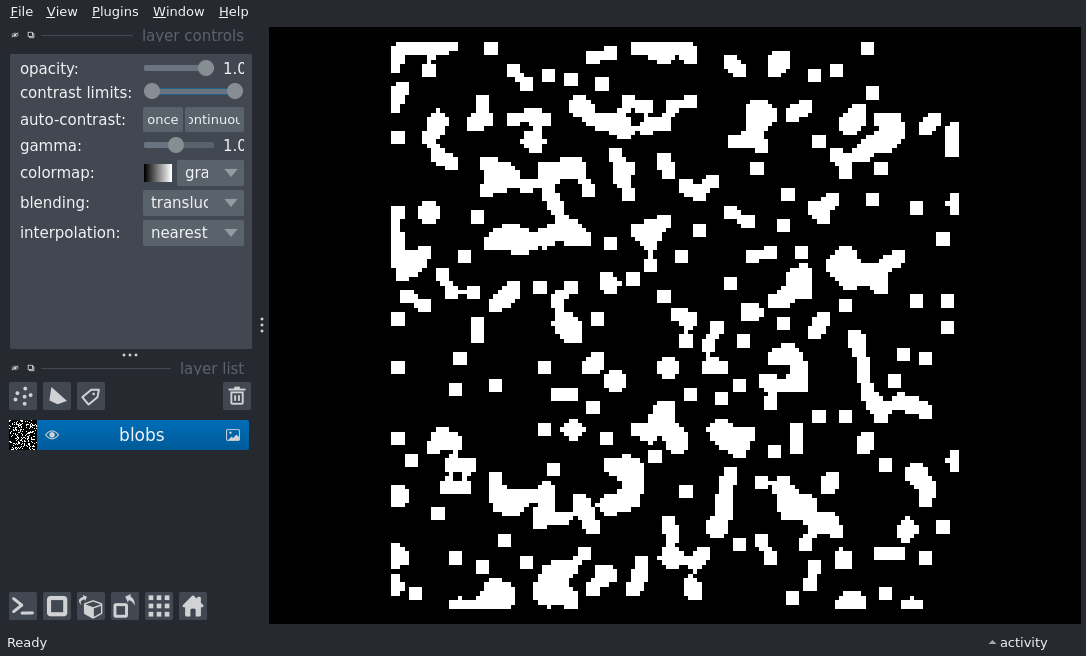 File View Plugins Window Help
layer controls
opacity: 1.0
contrast limits:
auto-contrast: once ontinuou
gamma: 1.0
colormap: gra
blending: transluc
interpolation: nearest
layer list
blobs
Ready
activity